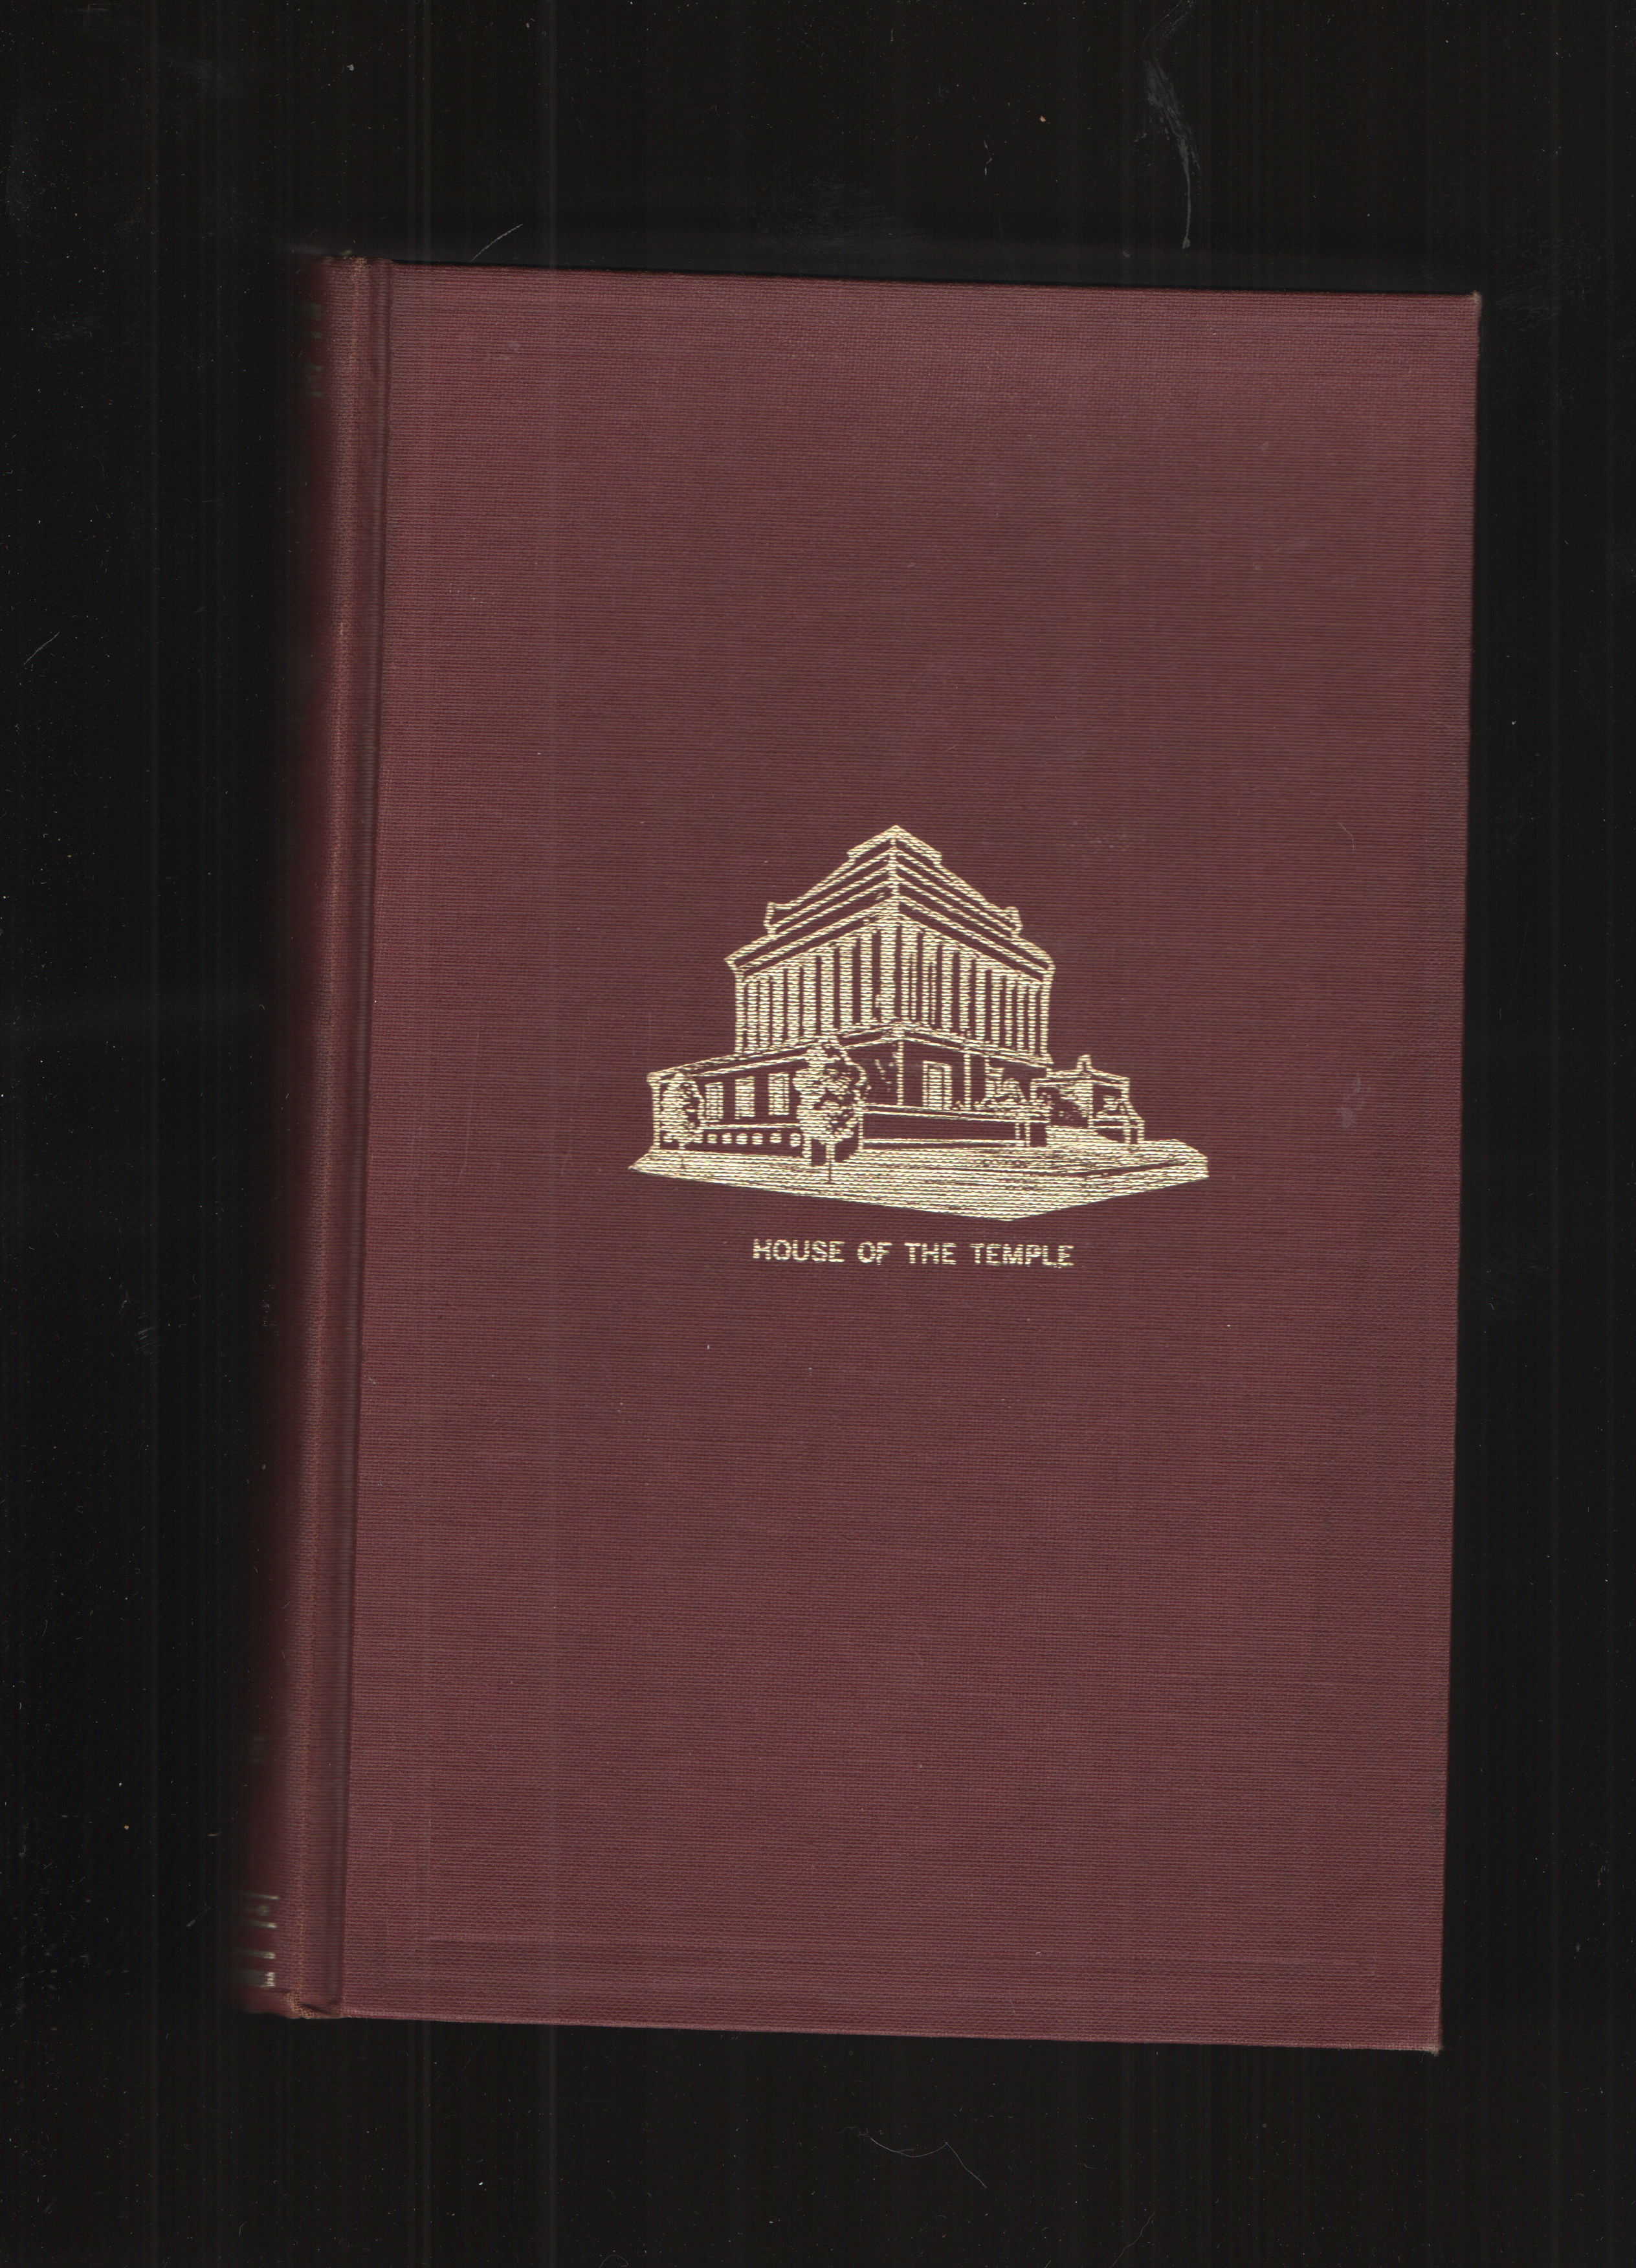 HOUSE OF THE TEMPLE